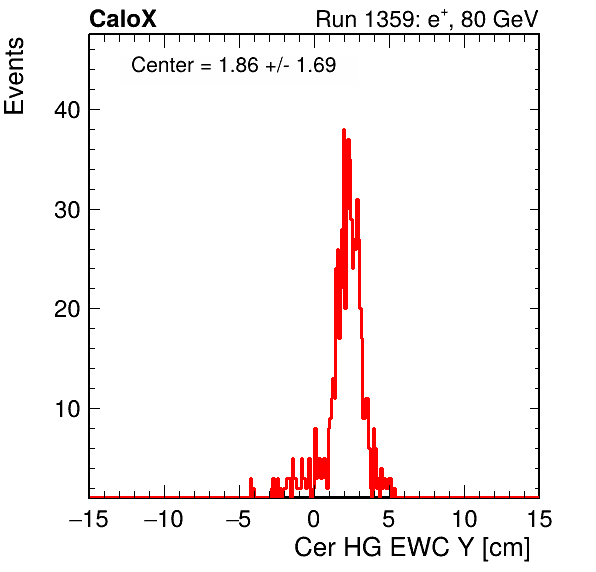 CaloX Run 1359: e⁺, 80 GeV
Center = 1.86 +/- 1.69
Events
40
30
20
10
−15 −10 −5 0 5 10 15
Cer HG EWC Y [cm]